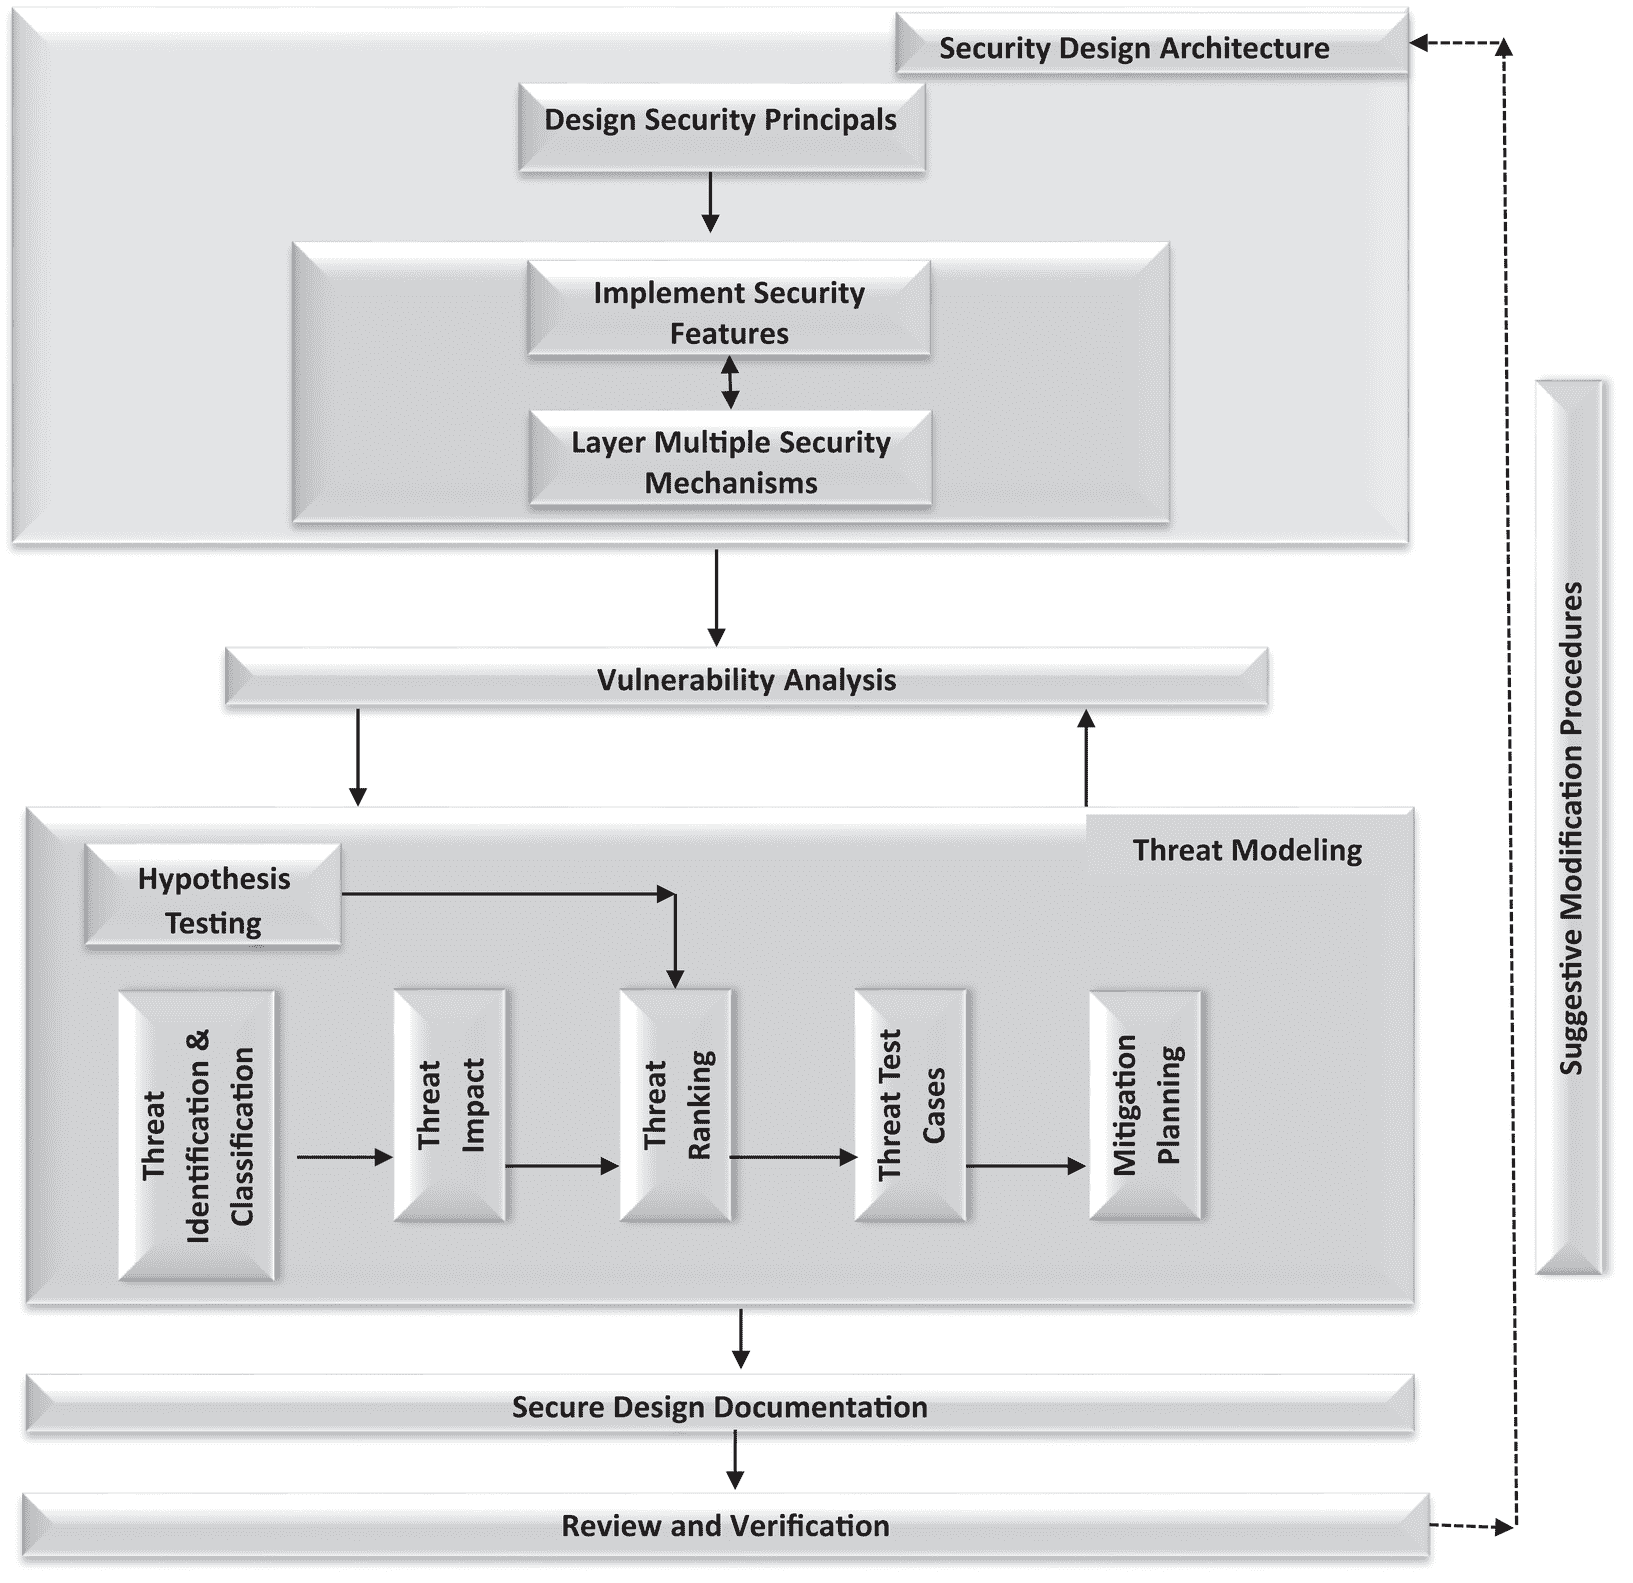 Security Design Architecture
Design Security Principals
Implement Security
Features
Layer Multiple Security
Mechanisms
Vulnerability Analysis
Threat Modeling
Hypothesis
Testing
Threat
Identification &
Classification
Threat
Impact
Threat
Ranking
Threat Test
Cases
Mitigation
Planning
Secure Design Documentation
Review and Verification
Suggestive Modification Procedures